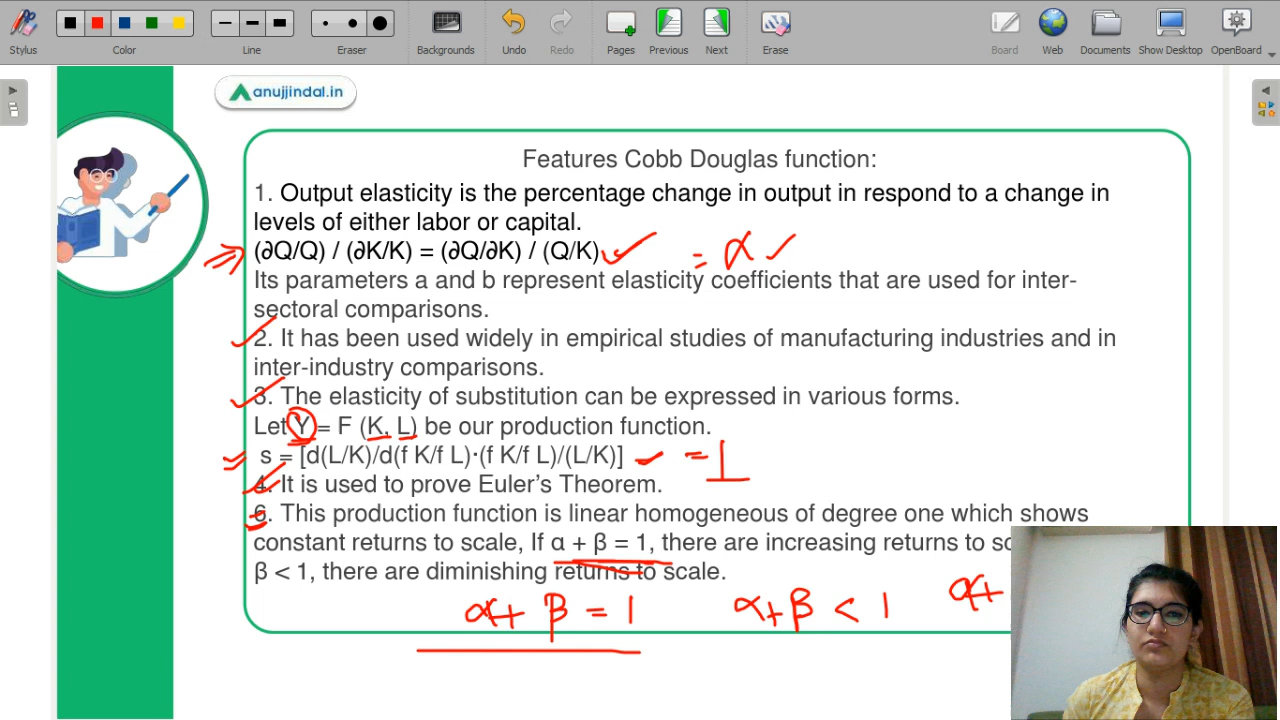 Stylus
Color
Line
Eraser
Backgrounds
Undo
Redo
Pages
Previous
Next
Erase
Board
Web
Documents
Show Desktop
OpenBoard
anujjindal.in
Features Cobb Douglas function:
1. Output elasticity is the percentage change in output in respond to a change in
levels of either labor or capital.
(∂Q/Q) / (∂K/K) = (∂Q/∂K) / (Q/K) = α
Its parameters a and b represent elasticity coefficients that are used for inter-
sectoral comparisons.
2. It has been used widely in empirical studies of manufacturing industries and in
inter-industry comparisons.
3. The elasticity of substitution can be expressed in various forms.
Let Y = F (K, L) be our production function.
s = [d(L/K)/d(f K/f L)·(f K/f L)/(L/K)] = 1
4. It is used to prove Euler's Theorem.
6. This production function is linear homogeneous of degree one which shows
constant returns to scale, If α + β = 1, there are increasing returns to
β < 1, there are diminishing returns to scale.
α + β = 1 α + β < 1 α +